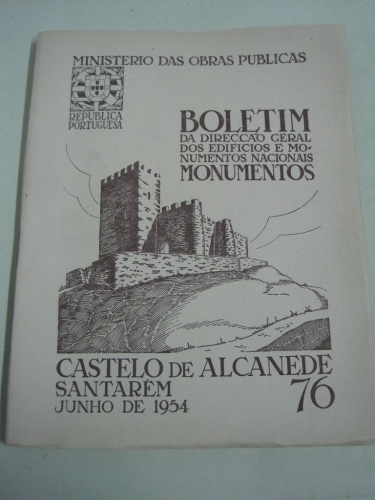 MINISTERIO DAS OBRAS PUBLICAS
REPUBLICA
PORTUGUESA
BOLETIM
DA DIRECCÃO GERAL
DOS EDIFICIOS E MO-
NUMENTOS NACIONAIS
MONUMENTOS
CASTELO DE ALCANEDE
SANTARÉM
JUNHO DE 1954
76